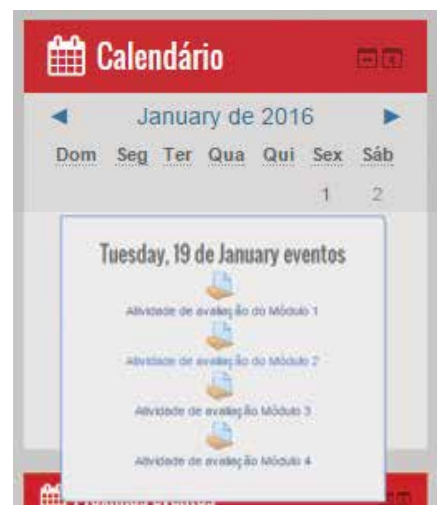 Calendário
◄ January de 2016 ►
Dom Seg Ter Qua Qui Sex Sáb
1 2
Tuesday, 19 de January eventos
Atividade de avaliação do Módulo 1
Atividade de avaliação do Módulo 2
Atividade de avaliação Módulo 3
Atividade de avaliação Módulo 4
eventos